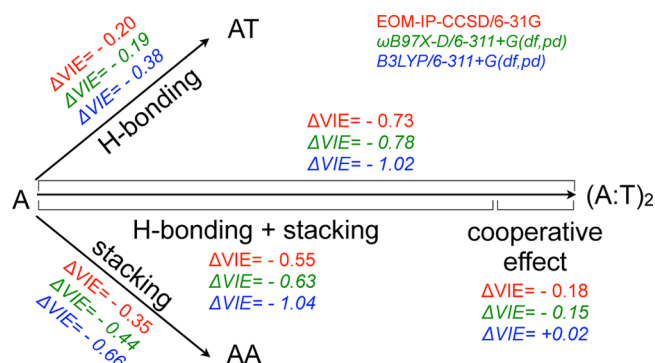 EOM-IP-CCSD/6-31G
ωB97X-D/6-311+G(df,pd)
B3LYP/6-311+G(df,pd)
AT
ΔVIE= - 0.20
ΔVIE= - 0.19
ΔVIE= - 0.38
H-bonding
ΔVIE= - 0.73
ΔVIE= - 0.78
ΔVIE= - 1.02
A
(A:T)₂
H-bonding + stacking
ΔVIE= - 0.55
ΔVIE= - 0.63
ΔVIE= - 1.04
cooperative
effect
ΔVIE= - 0.18
ΔVIE= - 0.15
ΔVIE= +0.02
stacking
ΔVIE= - 0.35
ΔVIE= - 0.44
ΔVIE= - 0.66
AA